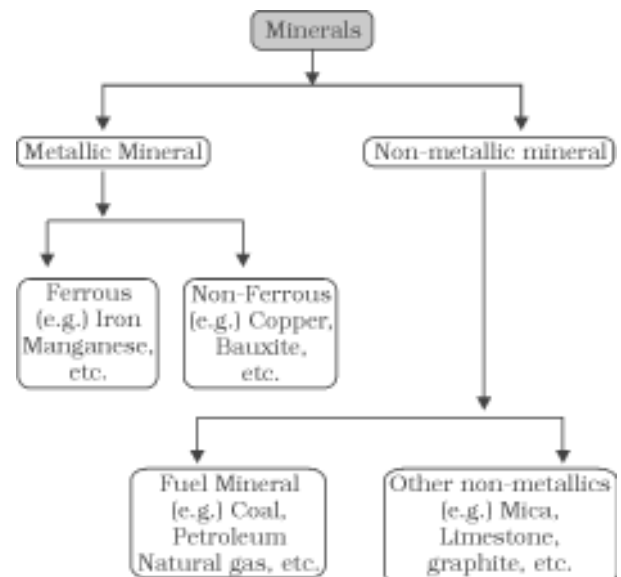 Minerals
Metallic Mineral
Non-metallic mineral
Ferrous
(e.g.) Iron
Manganese,
etc.
Non-Ferrous
(e.g.) Copper,
Bauxite,
etc.
Fuel Mineral
(e.g.) Coal,
Petroleum
Natural gas, etc.
Other non-metallics
(e.g.) Mica,
Limestone,
graphite, etc.